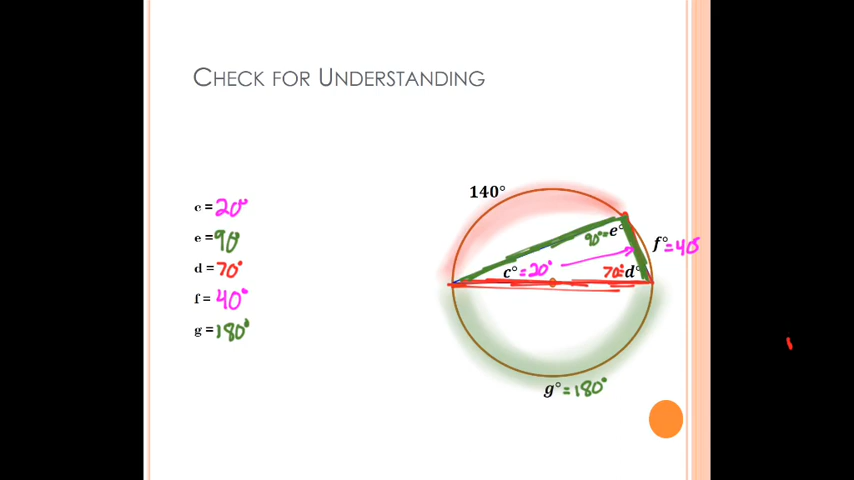 CHECK FOR UNDERSTANDING
c = 20°
e = 90°
d = 70°
f = 40°
g = 180°
140°
90°= e°
f° = 40°
c° = 20°
70°= d°
g° = 180°